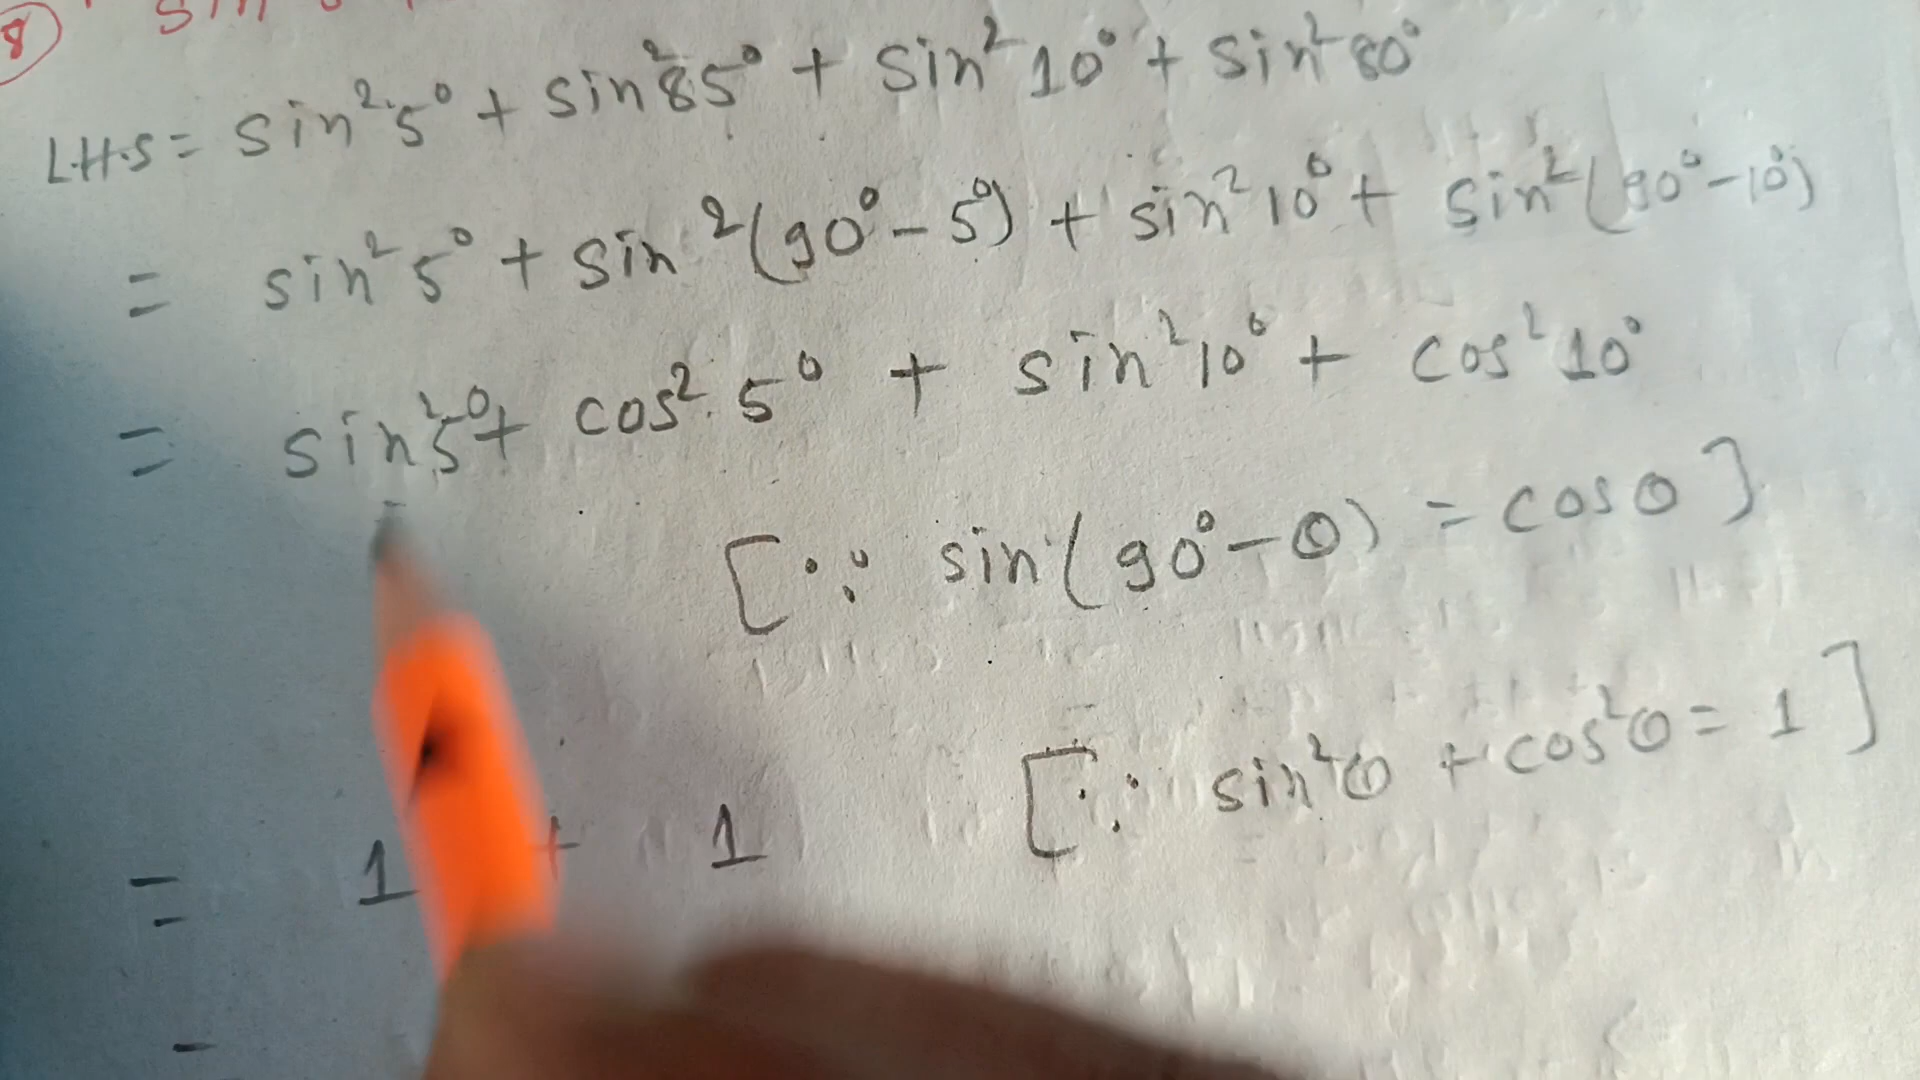 8
L.H.S = sin²5° + sin²85° + sin²10° + sin²80°
= sin²5° + sin²(90° - 5°) + sin²10° + sin²(90° - 10°)
= sin²5° + cos²5° + sin²10° + cos²10°
[∵ sin(90° - θ) = cosθ]
[∵ sin²θ + cos²θ = 1]
= 1 + 1